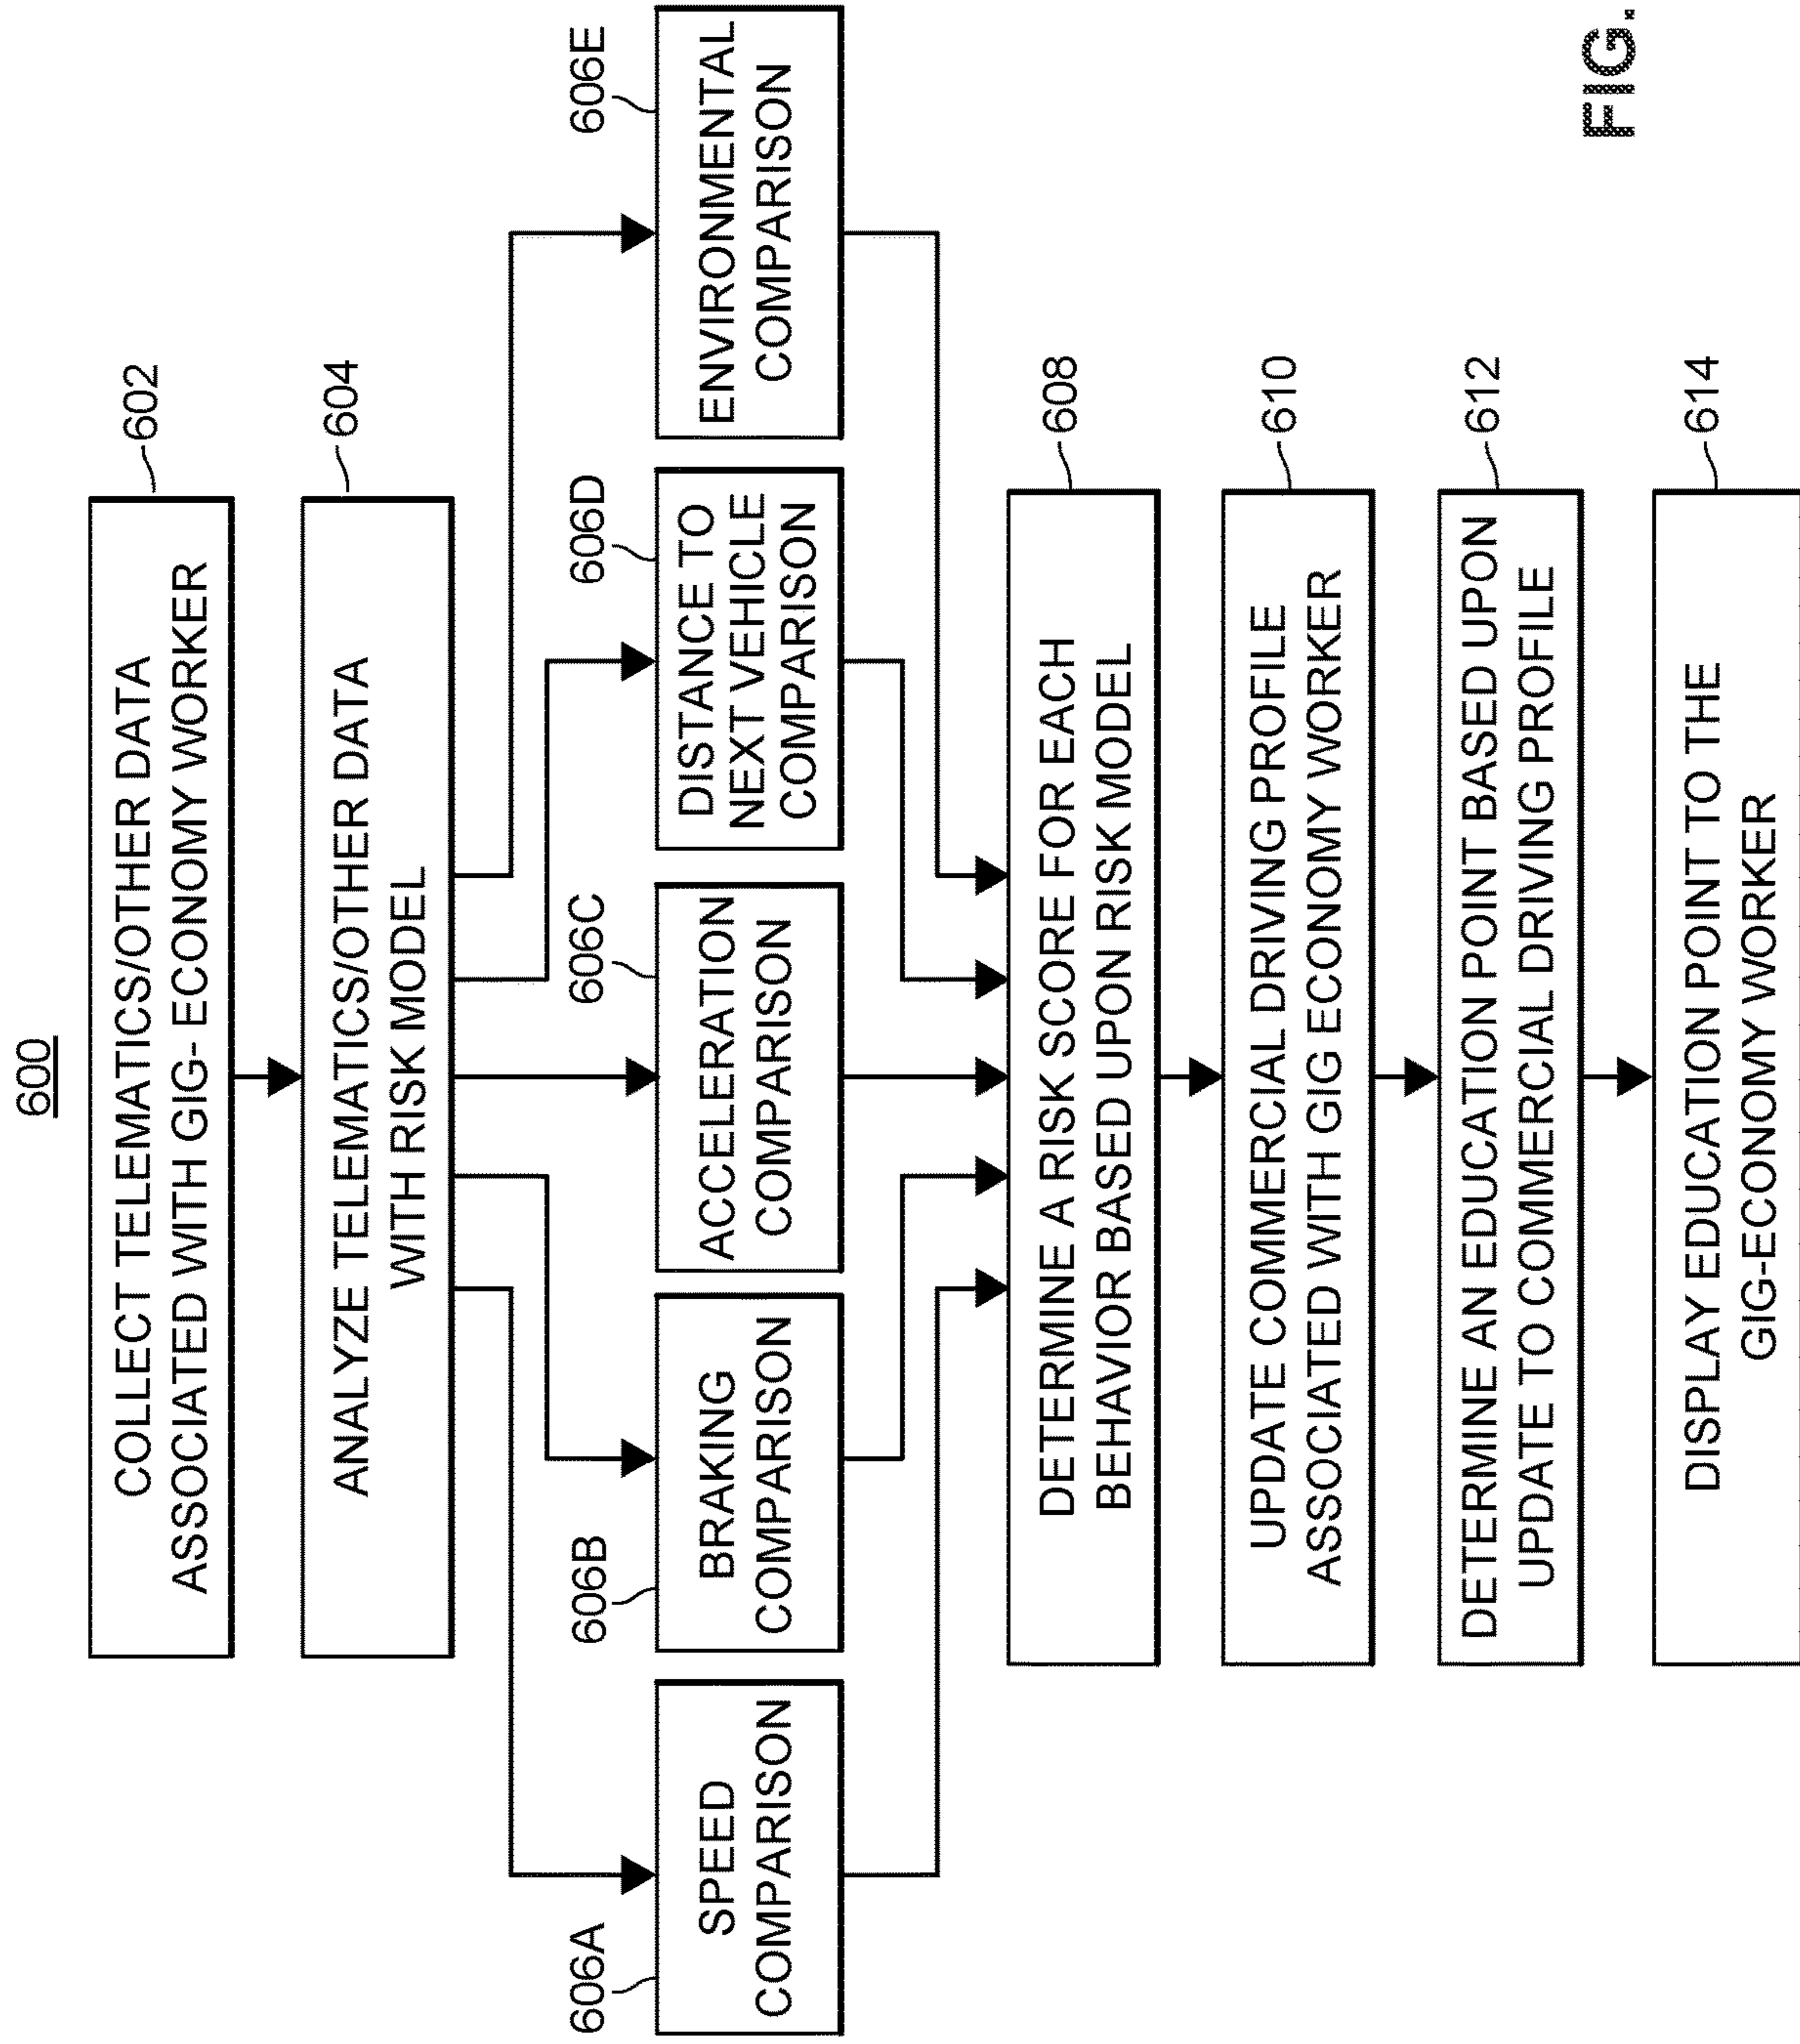 600
602
COLLECT TELEMATICS/OTHER DATA
ASSOCIATED WITH GIG- ECONOMY WORKER
604
ANALYZE TELEMATICS/OTHER DATA
WITH RISK MODEL
606A
SPEED
COMPARISON
606B
BRAKING
COMPARISON
606C
ACCELERATION
COMPARISON
606D
DISTANCE TO
NEXT VEHICLE
COMPARISON
606E
ENVIRONMENTAL
COMPARISON
608
DETERMINE A RISK SCORE FOR EACH
BEHAVIOR BASED UPON RISK MODEL
610
UPDATE COMMERCIAL DRIVING PROFILE
ASSOCIATED WITH GIG ECONOMY WORKER
612
DETERMINE AN EDUCATION POINT BASED UPON
UPDATE TO COMMERCIAL DRIVING PROFILE
614
DISPLAY EDUCATION POINT TO THE
GIG-ECONOMY WORKER
FIG.